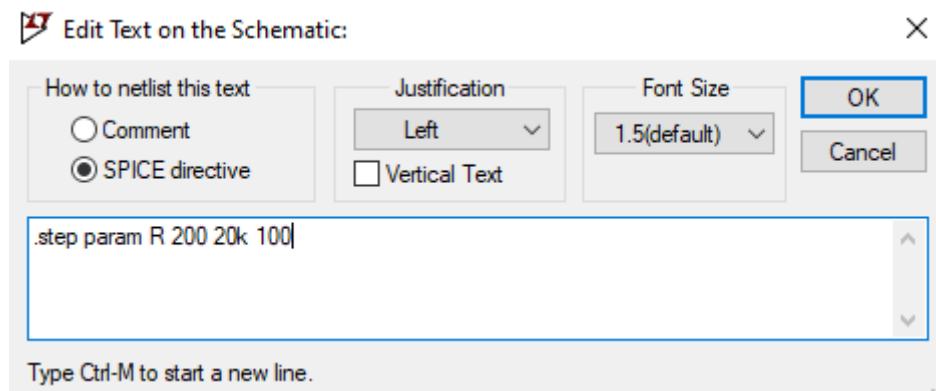 Edit Text on the Schematic:
How to netlist this text
Comment
SPICE directive
Justification
Left
Vertical Text
Font Size
1.5(default)
OK
Cancel
.step param R 200 20k 100
Type Ctrl-M to start a new line.